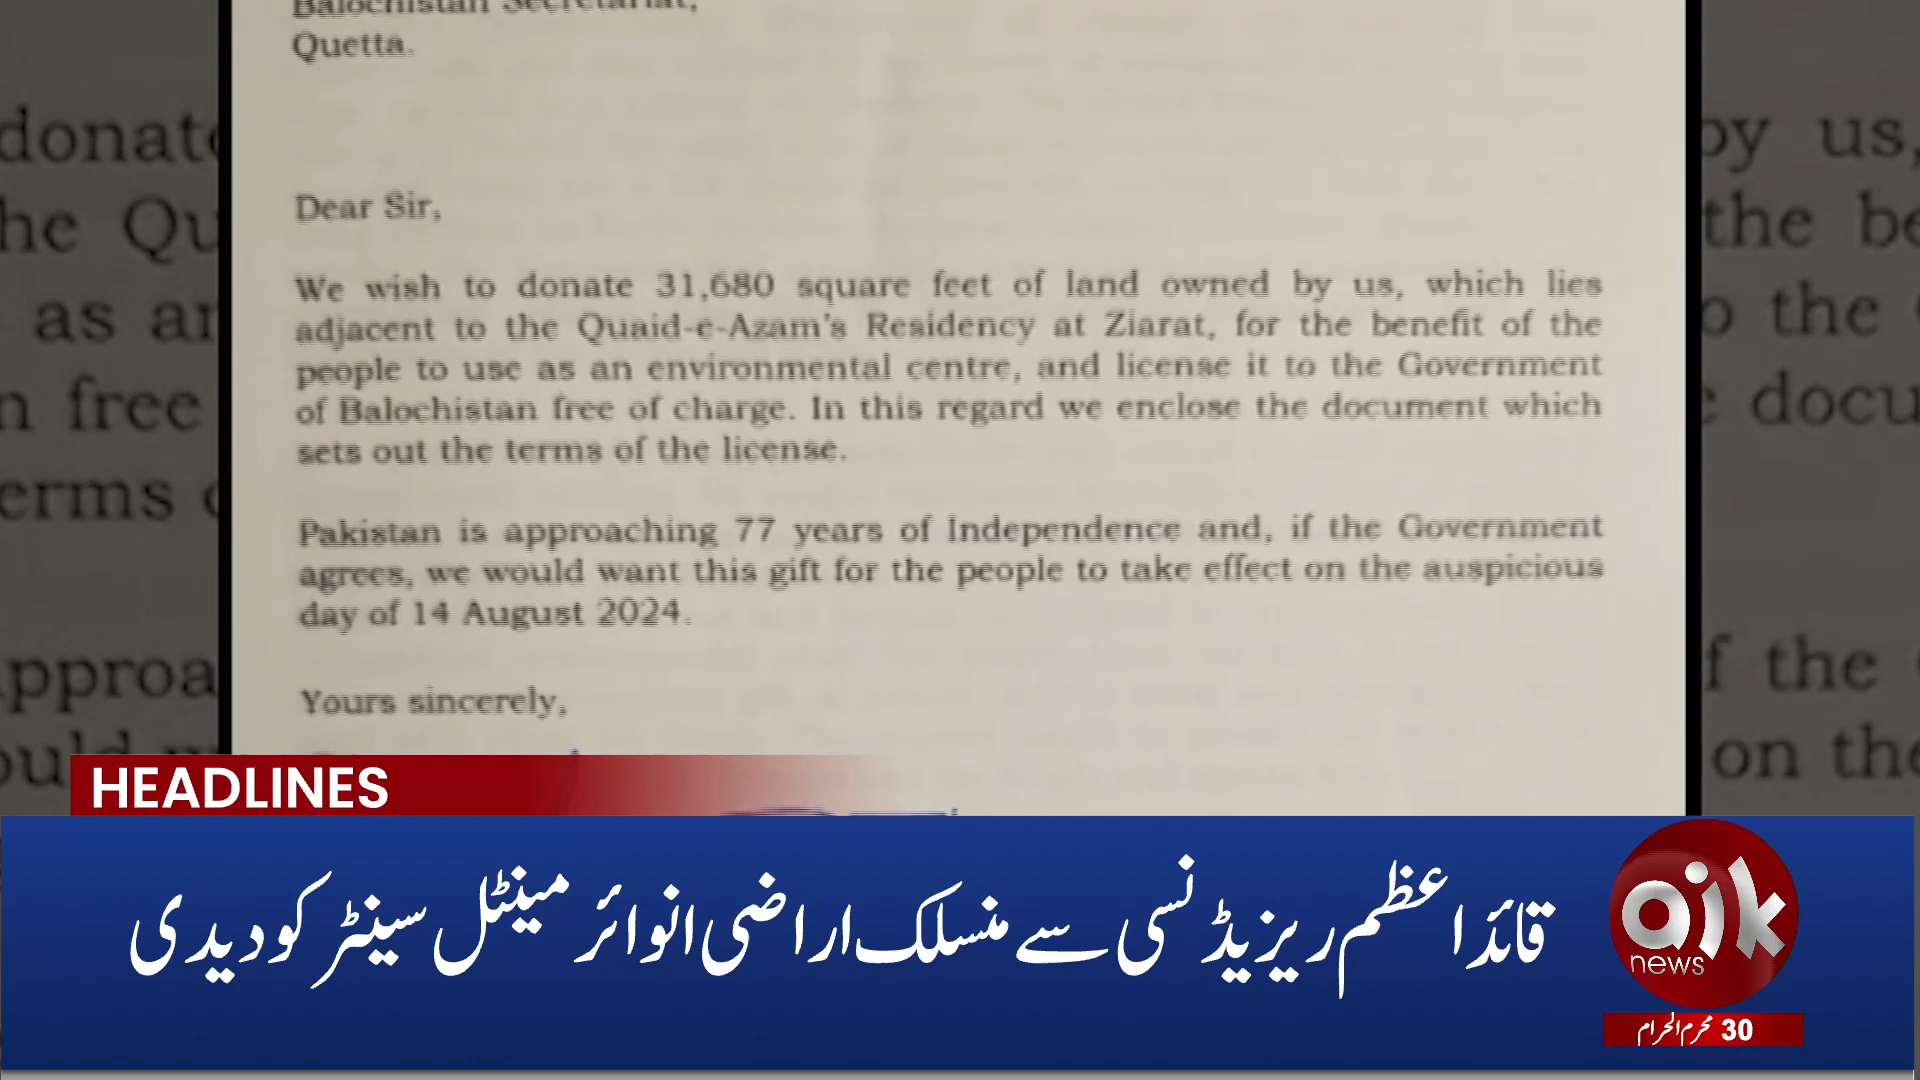 Balochistan Secretariat,
Quetta.
Dear Sir,
We wish to donate 31,680 square feet of land owned by us, which lies
adjacent to the Quaid-e-Azam's Residency at Ziarat, for the benefit of the
people to use as an environmental centre, and license it to the Government
of Balochistan free of charge. In this regard we enclose the document which
sets out the terms of the license.
Pakistan is approaching 77 years of Independence and, if the Government
agrees, we would want this gift for the people to take effect on the auspicious
day of 14 August 2024.
Yours sincerely,
HEADLINES
قائداعظم ریزیڈنسی سے منسلک اراضی انوائرمینٹل سینٹر کو دیدی
ajk
news
30 محرم الحرام